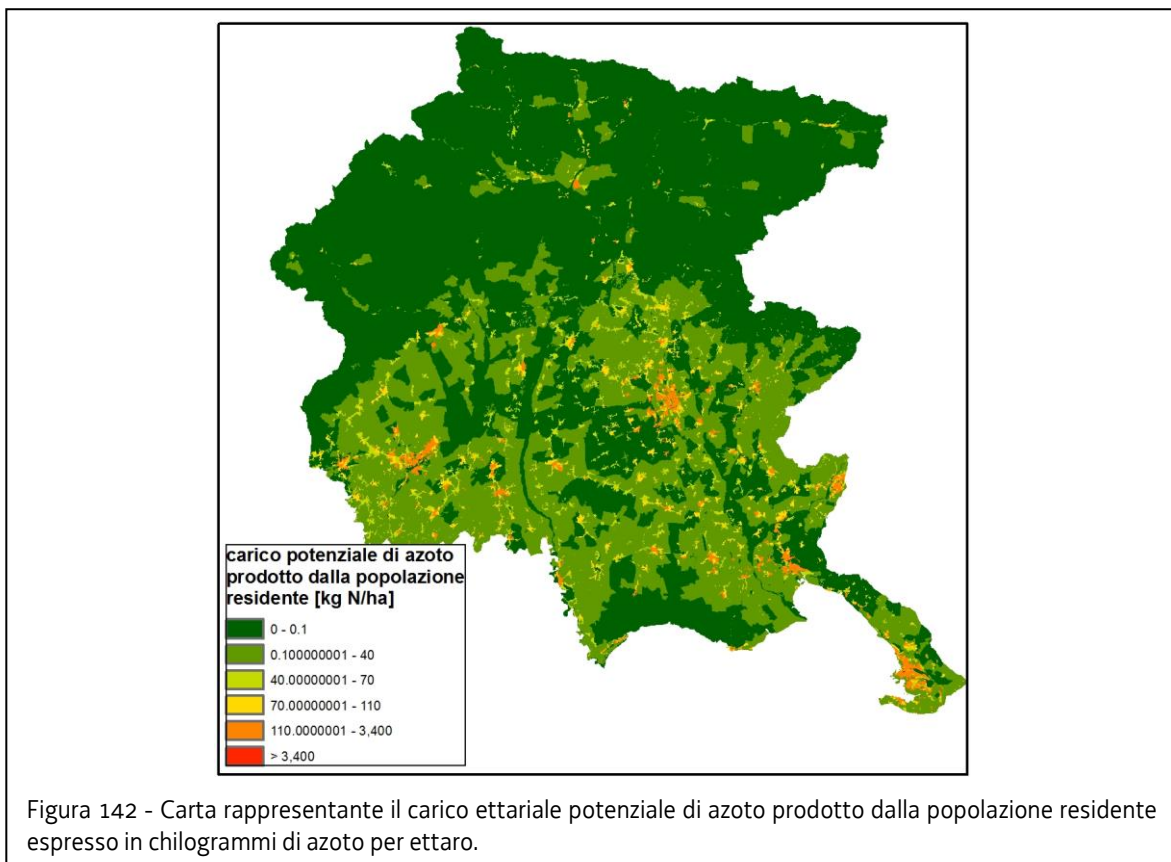 carico potenziale di azoto
prodotto dalla popolazione
residente [kg N/ha]
0 - 0.1
0.100000001 - 40
40.00000001 - 70
70.00000001 - 110
110.0000001 - 3,400
> 3,400
Figura 142 - Carta rappresentante il carico ettariale potenziale di azoto prodotto dalla popolazione residente
espresso in chilogrammi di azoto per ettaro.